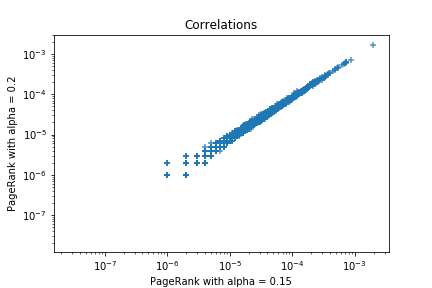 Correlations
PageRank with alpha = 0.2
10⁻³
10⁻⁴
10⁻⁵
10⁻⁶
10⁻⁷
10⁻⁷ 10⁻⁶ 10⁻⁵ 10⁻⁴ 10⁻³
PageRank with alpha = 0.15